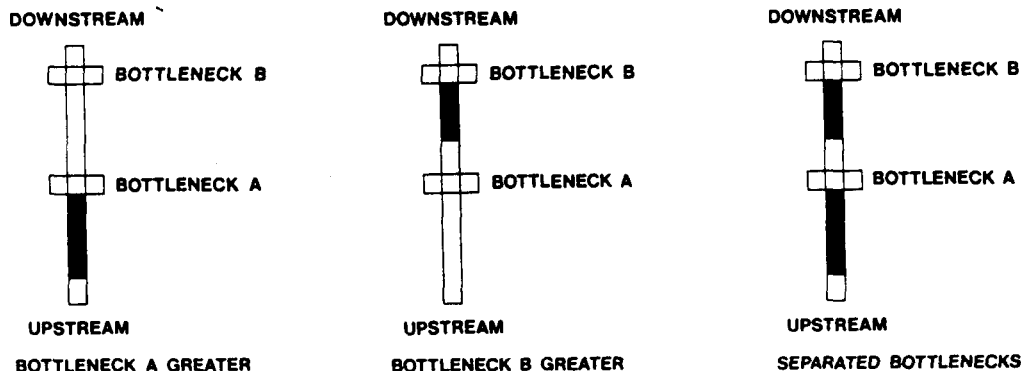 DOWNSTREAM
BOTTLENECK B
BOTTLENECK A
UPSTREAM
BOTTLENECK A GREATER
DOWNSTREAM
BOTTLENECK B
BOTTLENECK A
UPSTREAM
BOTTLENECK B GREATER
DOWNSTREAM
BOTTLENECK B
BOTTLENECK A
UPSTREAM
SEPARATED BOTTLENECKS